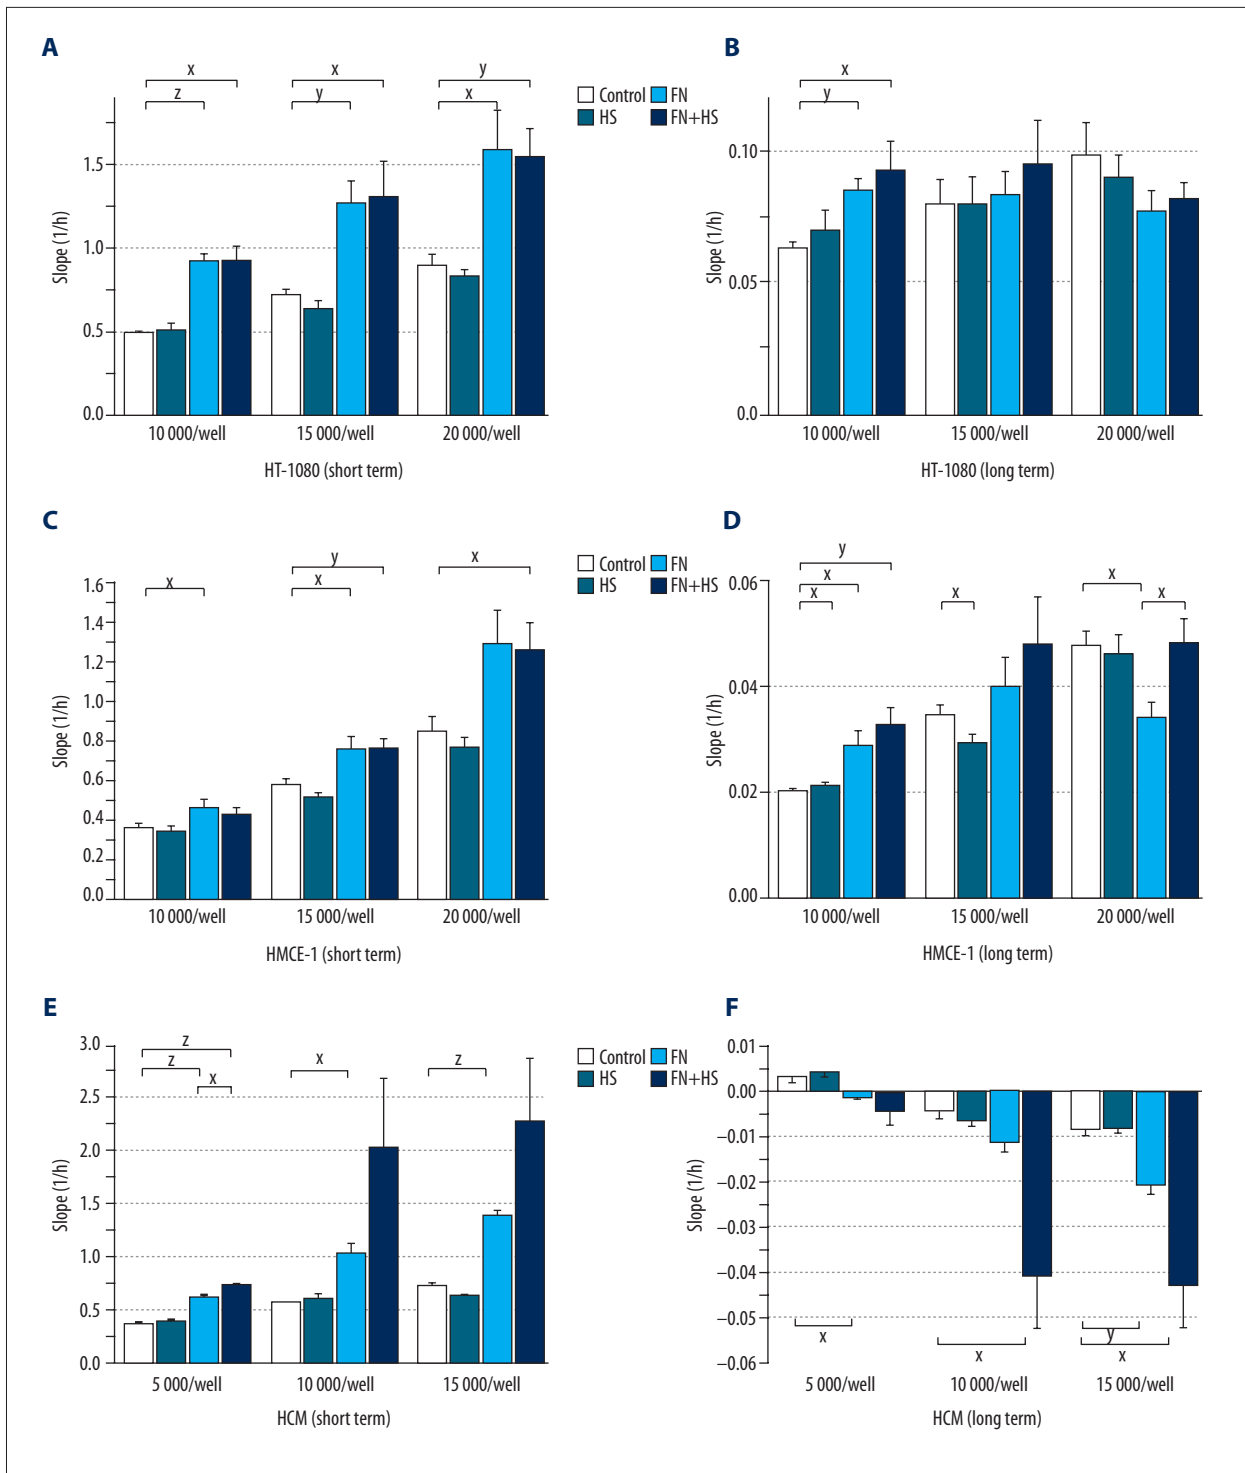 A
B
x
z
x
y
y
x
Control
FN
HS
FN+HS
x
y
Slope (1/h)
1.5
1.0
0.5
0.0
10 000/well
15 000/well
20 000/well
HT-1080 (short term)
Slope (1/h)
0.10
0.05
0.0
10 000/well
15 000/well
20 000/well
HT-1080 (long term)
C
D
x
y
x
x
Control
FN
HS
FN+HS
y
x
x
x
x
x
Slope (1/h)
1.6
1.4
1.2
1.0
0.8
0.6
0.4
0.2
0.0
10 000/well
15 000/well
20 000/well
HMCE-1 (short term)
Slope (1/h)
0.06
0.04
0.02
0.00
10 000/well
15 000/well
20 000/well
HMCE-1 (long term)
E
F
z
z
x
x
z
Control
FN
HS
FN+HS
Slope (1/h)
3.0
2.5
2.0
1.5
1.0
0.5
0.0
5 000/well
10 000/well
15 000/well
HCM (short term)
Slope (1/h)
0.01
0.00
–0.01
–0.02
–0.03
–0.04
–0.05
–0.06
x
x
y
x
5 000/well
10 000/well
15 000/well
HCM (long term)